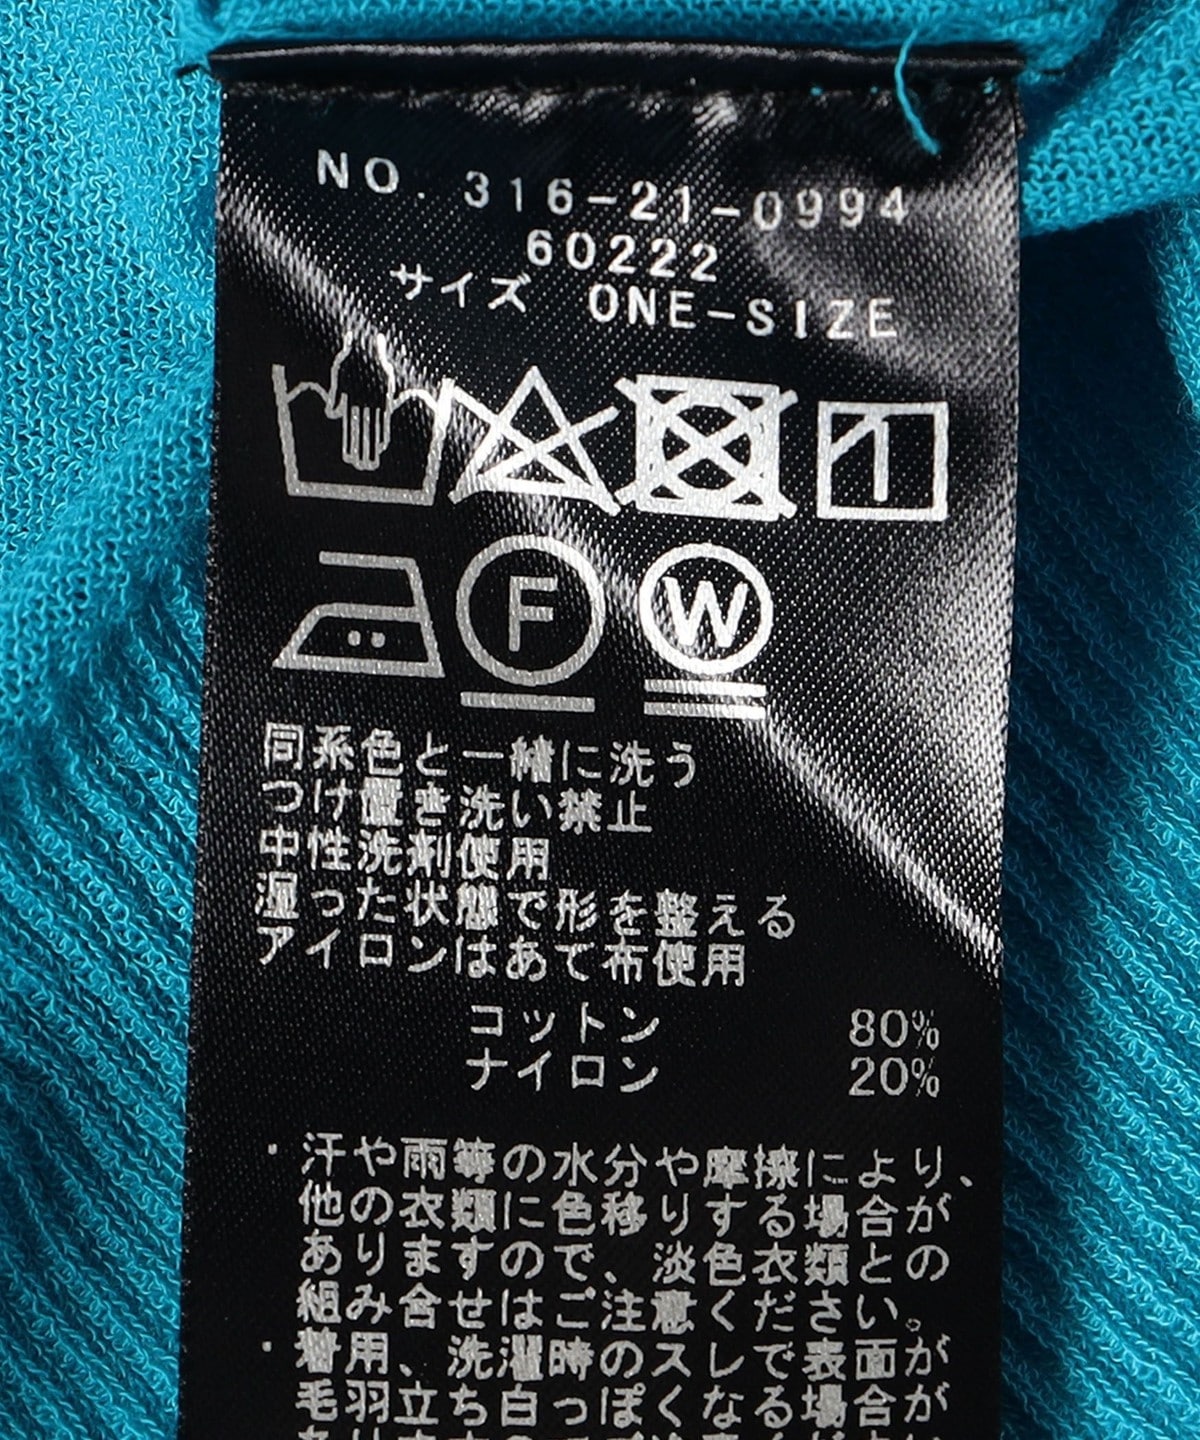 NO. 316-21-0994
60222
サイズ ONE-SIZE
F W
同系色と一緒に洗う
つけ置き洗い禁止
中性洗剤使用
湿った状態で形を整える
アイロンはあて布使用
コットン 80%
ナイロン 20%
・汗や雨等の水分や摩擦により、
他の衣類に色移りする場合が
ありますので、淡色衣類との
組み合せはご注意ください。
・着用、洗濯時のスレで表面が
毛羽立ち白っぽくなる場合が